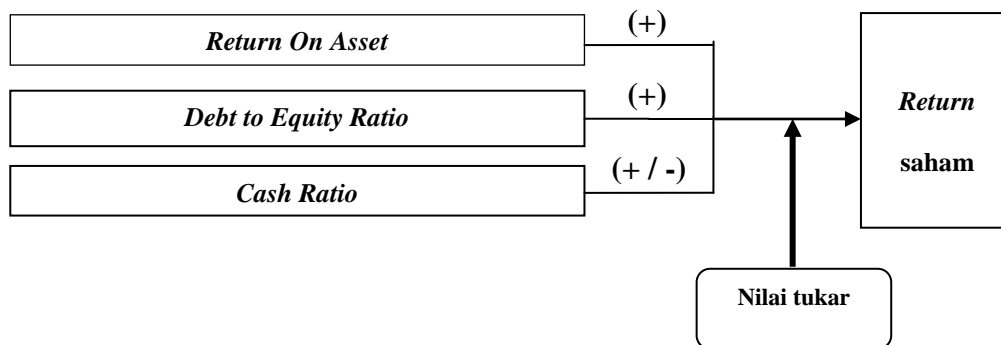 Return On Asset
(+)
Debt to Equity Ratio
(+)
Cash Ratio
(+ / -)
Return
saham
Nilai tukar